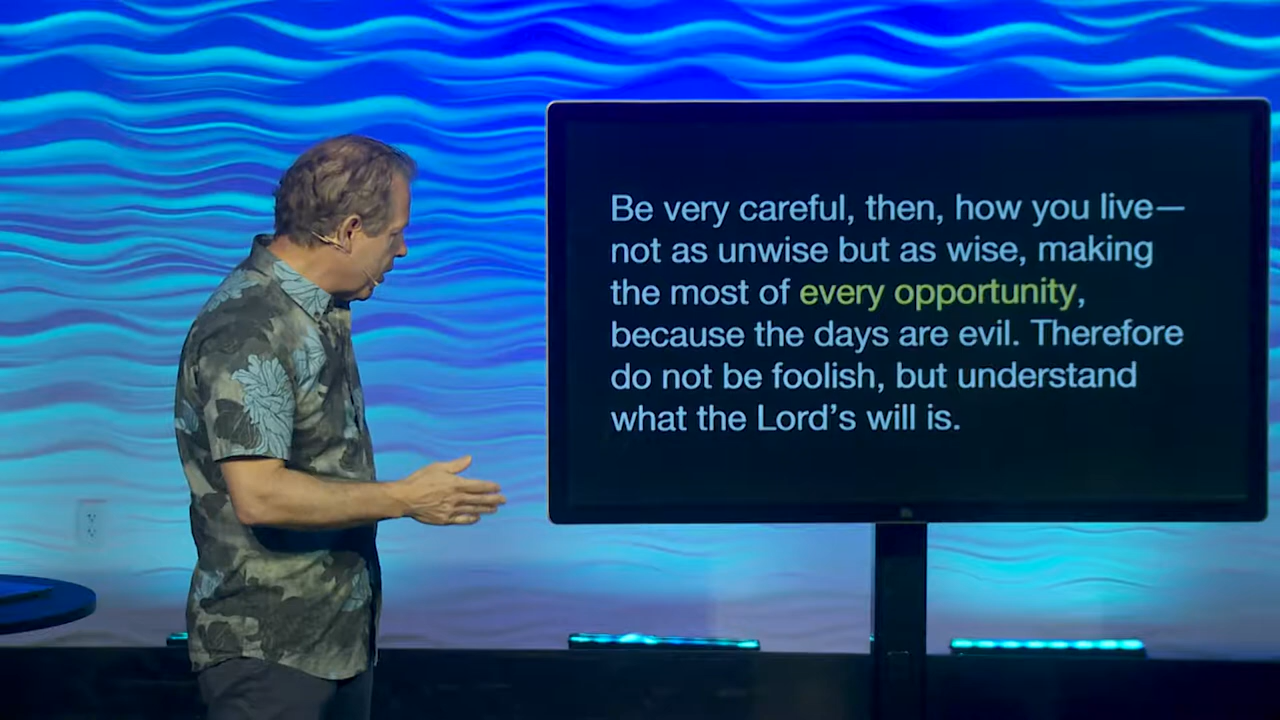 Be very careful, then, how you live—
not as unwise but as wise, making
the most of every opportunity,
because the days are evil. Therefore
do not be foolish, but understand
what the Lord’s will is.